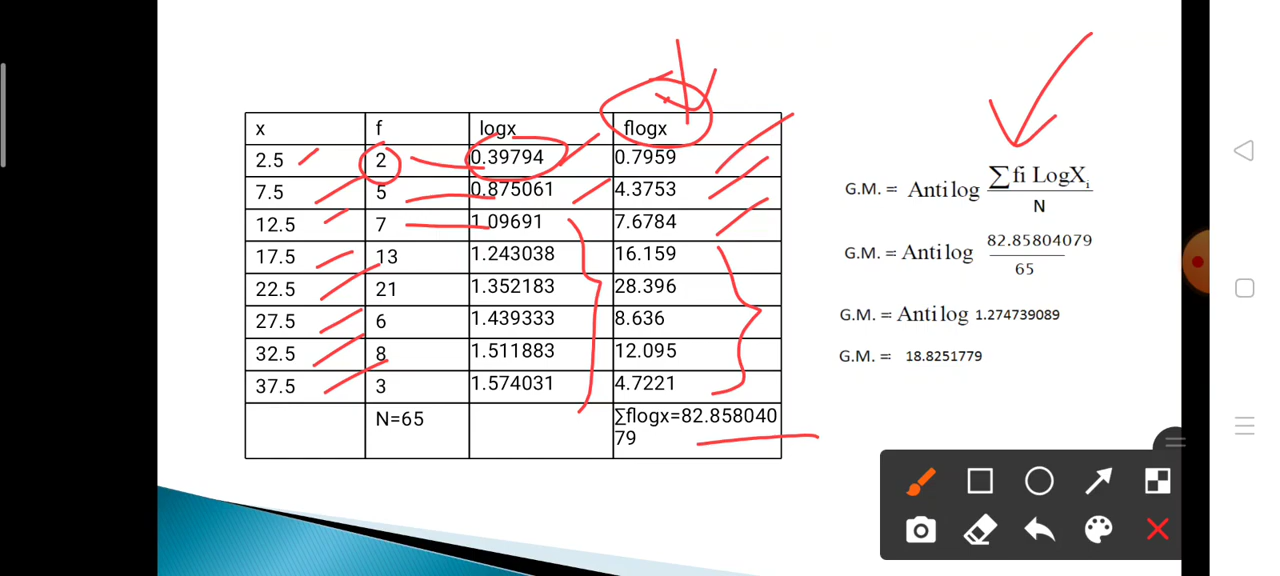 x f logx flogx
2.5 2 0.39794 0.7959
7.5 5 0.875061 4.3753
12.5 7 1.09691 7.6784
17.5 13 1.243038 16.159
22.5 21 1.352183 28.396
27.5 6 1.439333 8.636
32.5 8 1.511883 12.095
37.5 3 1.574031 4.7221
N=65 ∑flogx=82.858040
79
G.M. = Antilog ∑fi LogXi
N
G.M. = Antilog 82.85804079
65
G.M. = Antilog 1.274739089
G.M. = 18.8251779